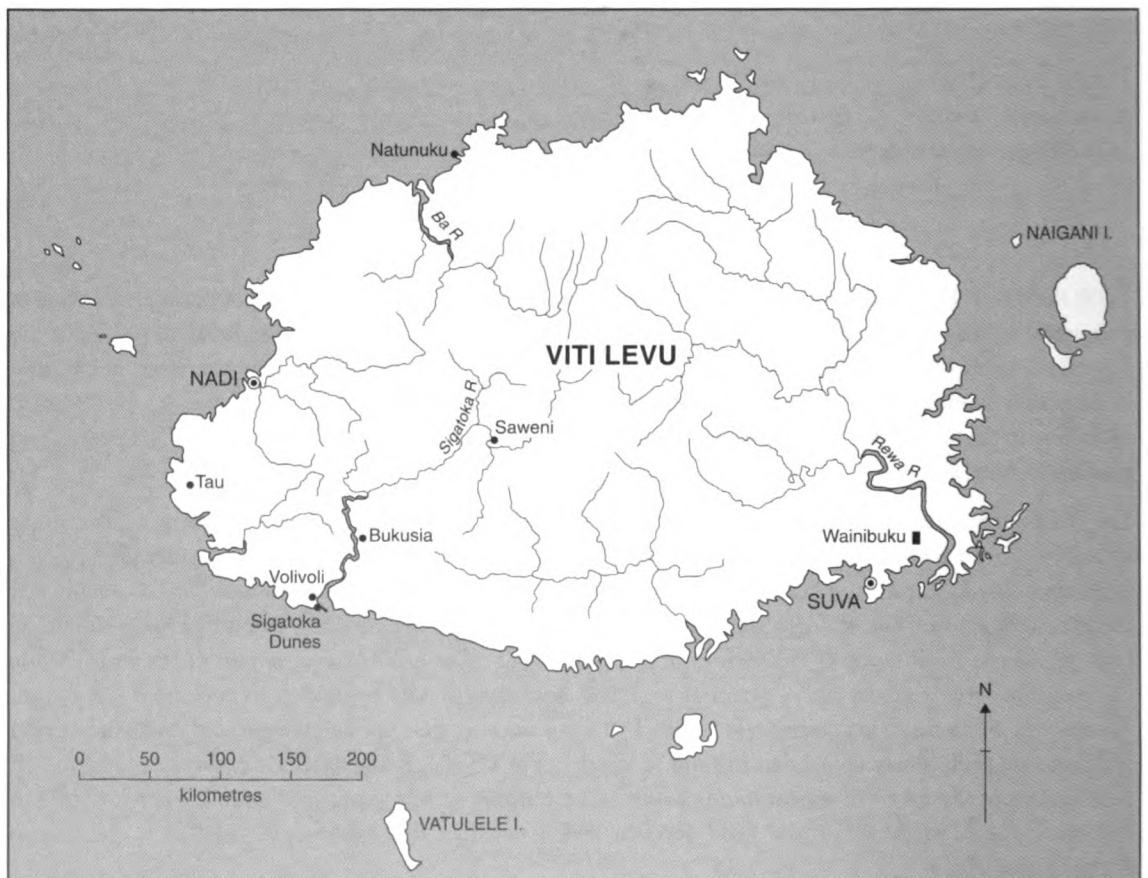 Natunuku
Ba R
NAIGANI I.
VITI LEVU
NADI
Sigatoka R
Saweni
Tau
Rewa R
Bukusia
Wainibuku
Volivoli
SUVA
Sigatoka
Dunes
N
0 50 100 150 200
kilometres
VATULELE I.